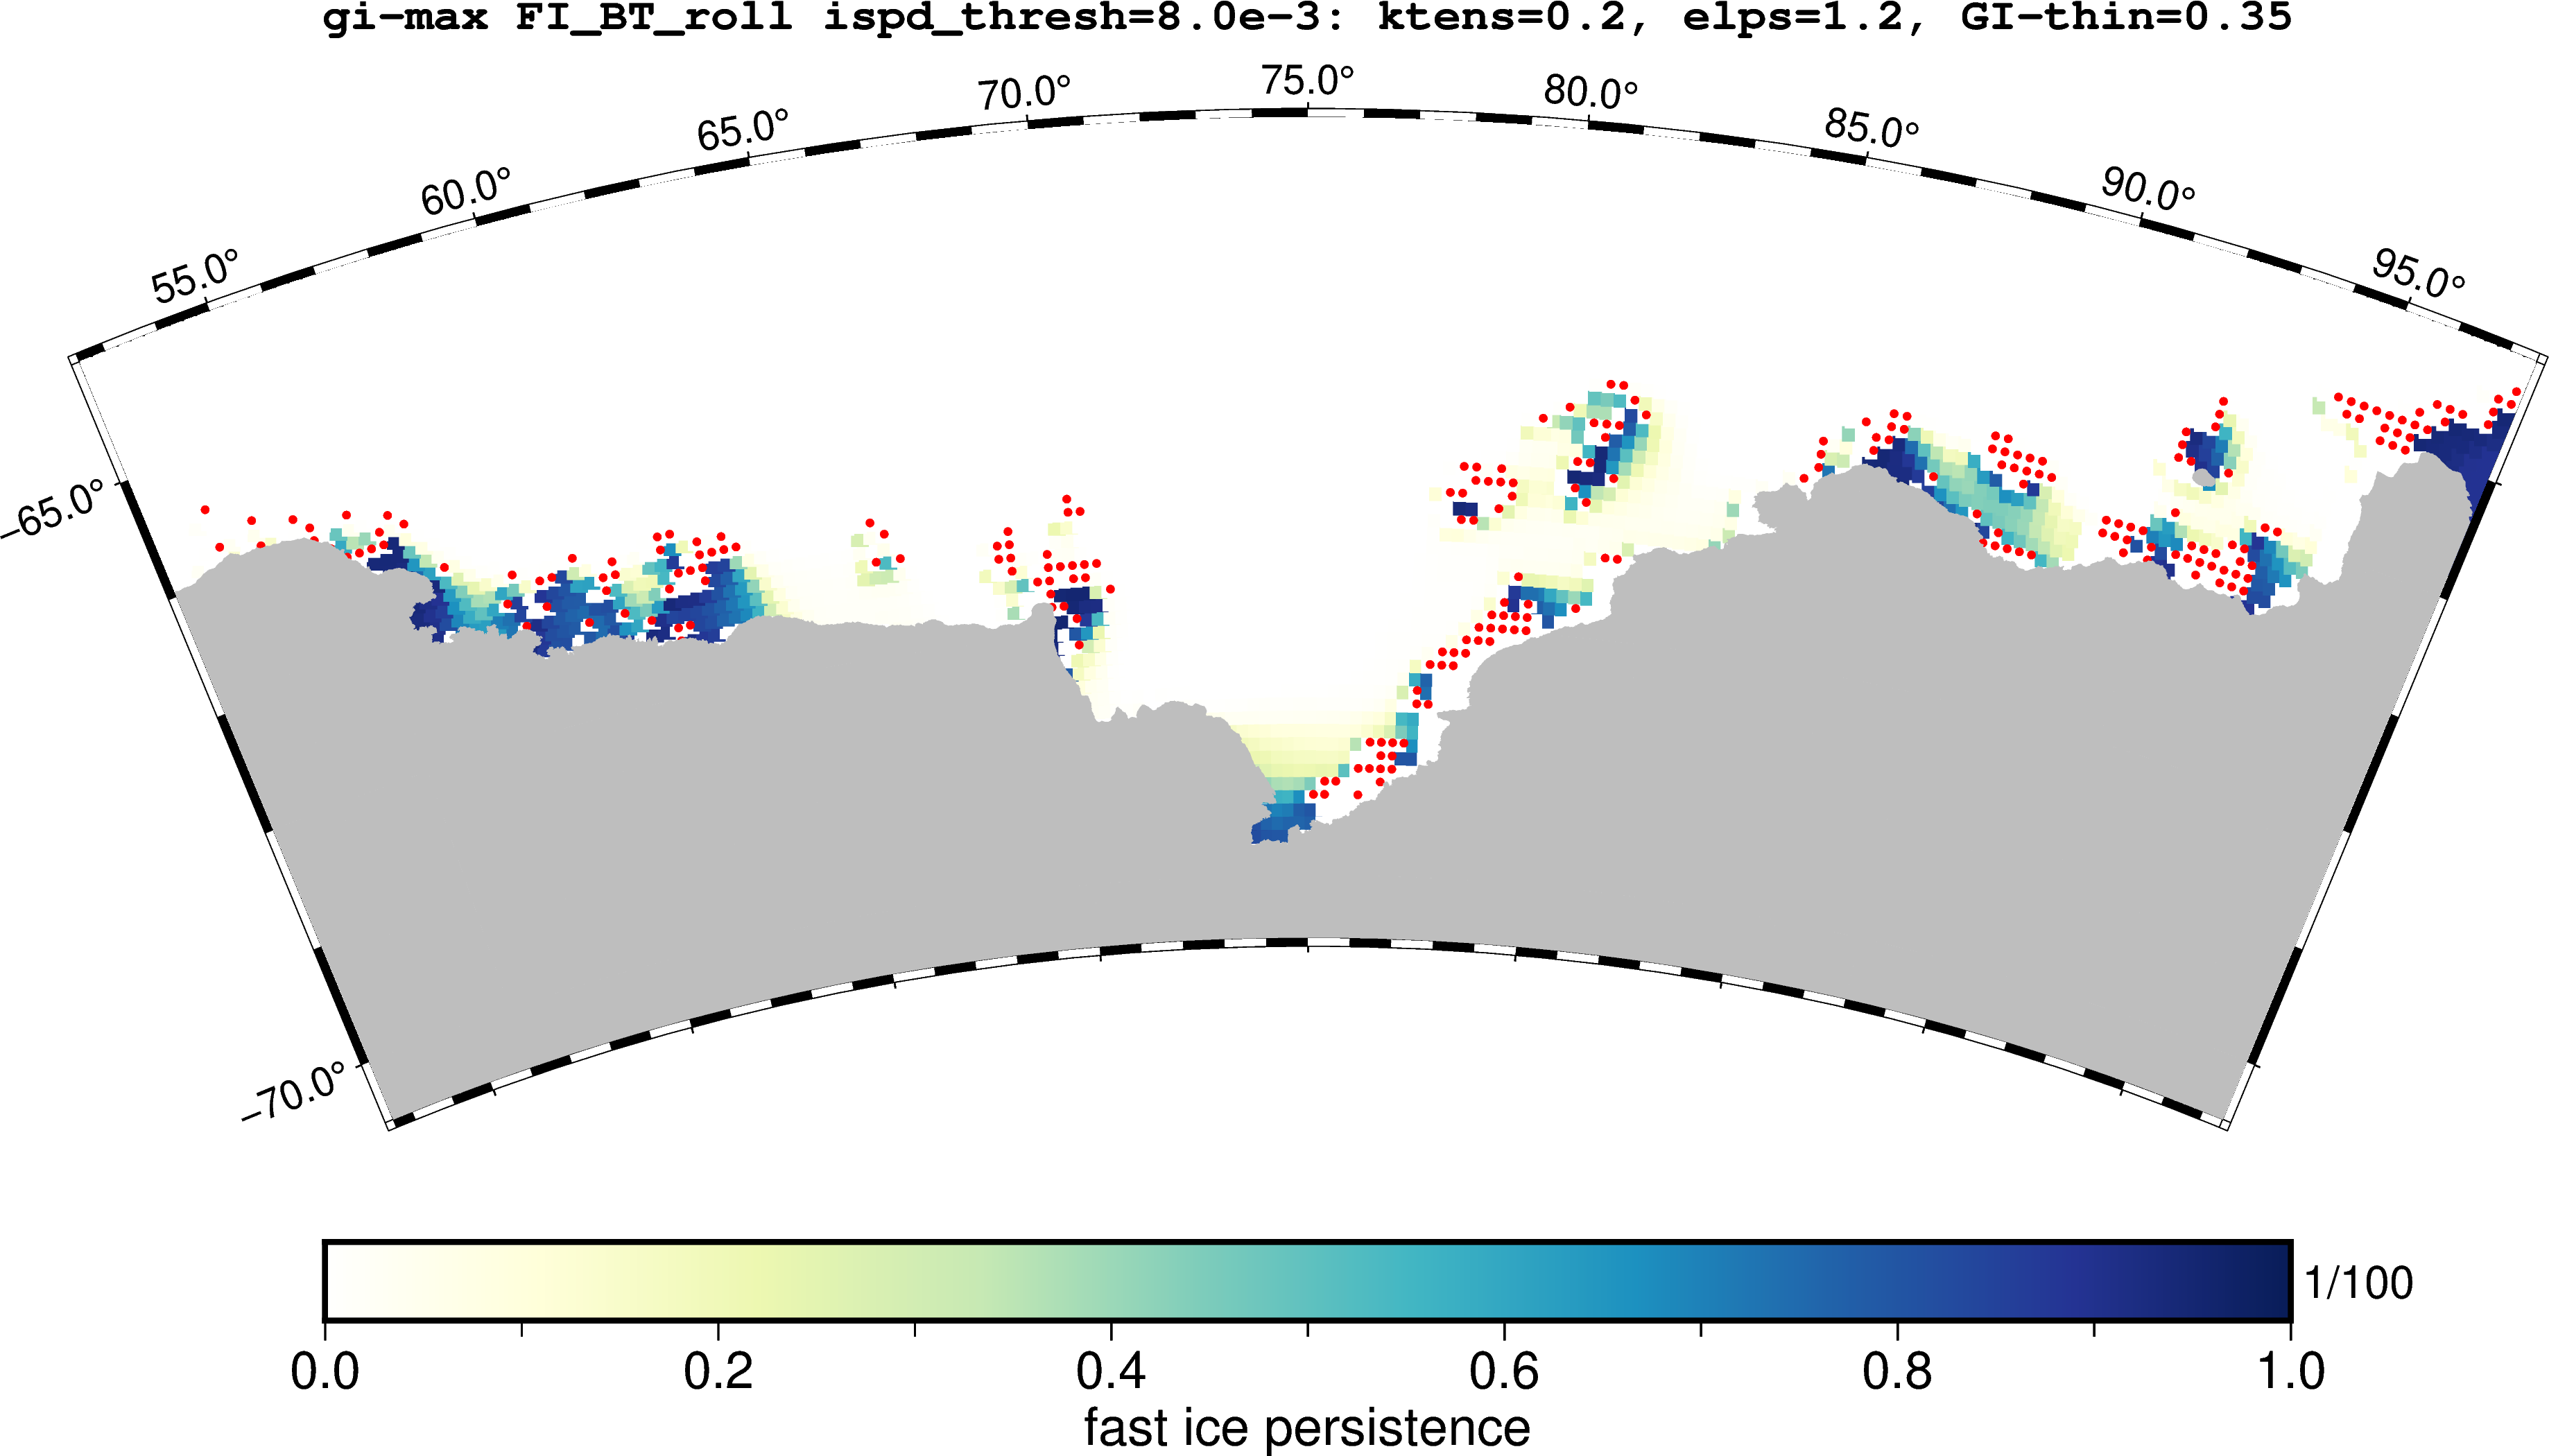 gi-max FI_BT_roll ispd_thresh=8.0e-3: ktens=0.2, elps=1.2, GI-thin=0.35
55.0° 60.0° 65.0° 70.0° 75.0° 80.0° 85.0° 90.0° 95.0°
-65.0°
-70.0°
1/100
0.0 0.2 0.4 0.6 0.8 1.0
fast ice persistence